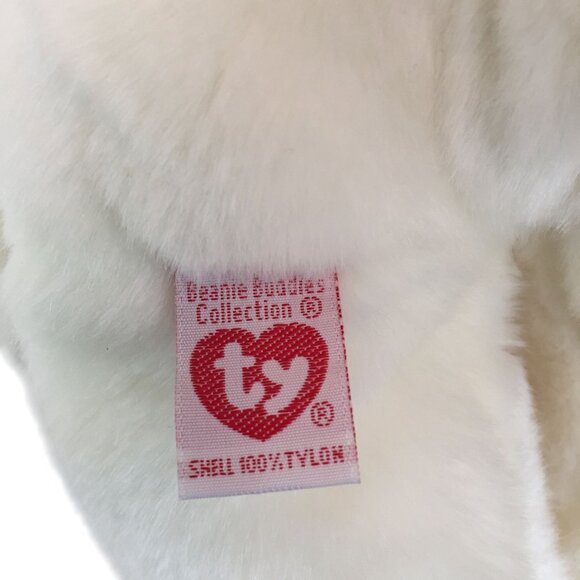 Beanie Buddies
Collection ®
ty
®
SHELL 100% TYLON